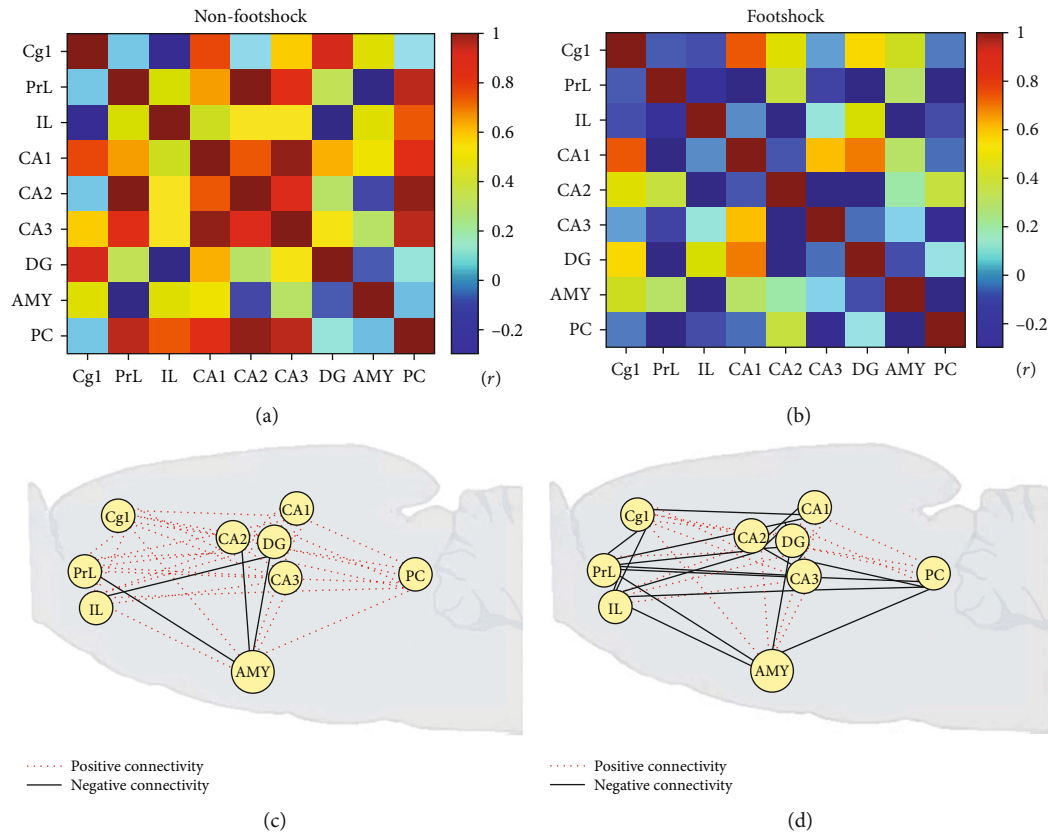 Non-footshock
Cg1
PrL
IL
CA1
CA2
CA3
DG
AMY
PC
Cg1 PrL IL CA1 CA2 CA3 DG AMY PC
1
0.8
0.6
0.4
0.2
0
−0.2
(r)
(a)
Footshock
Cg1
PrL
IL
CA1
CA2
CA3
DG
AMY
PC
Cg1 PrL IL CA1 CA2 CA3 DG AMY PC
1
0.8
0.6
0.4
0.2
0
−0.2
(r)
(b)
Cg1
CA1
CA2
DG
PrL
CA3
PC
IL
AMY
Positive connectivity
Negative connectivity
(c)
Cg1
CA1
CA2
DG
PrL
CA3
PC
IL
AMY
Positive connectivity
Negative connectivity
(d)